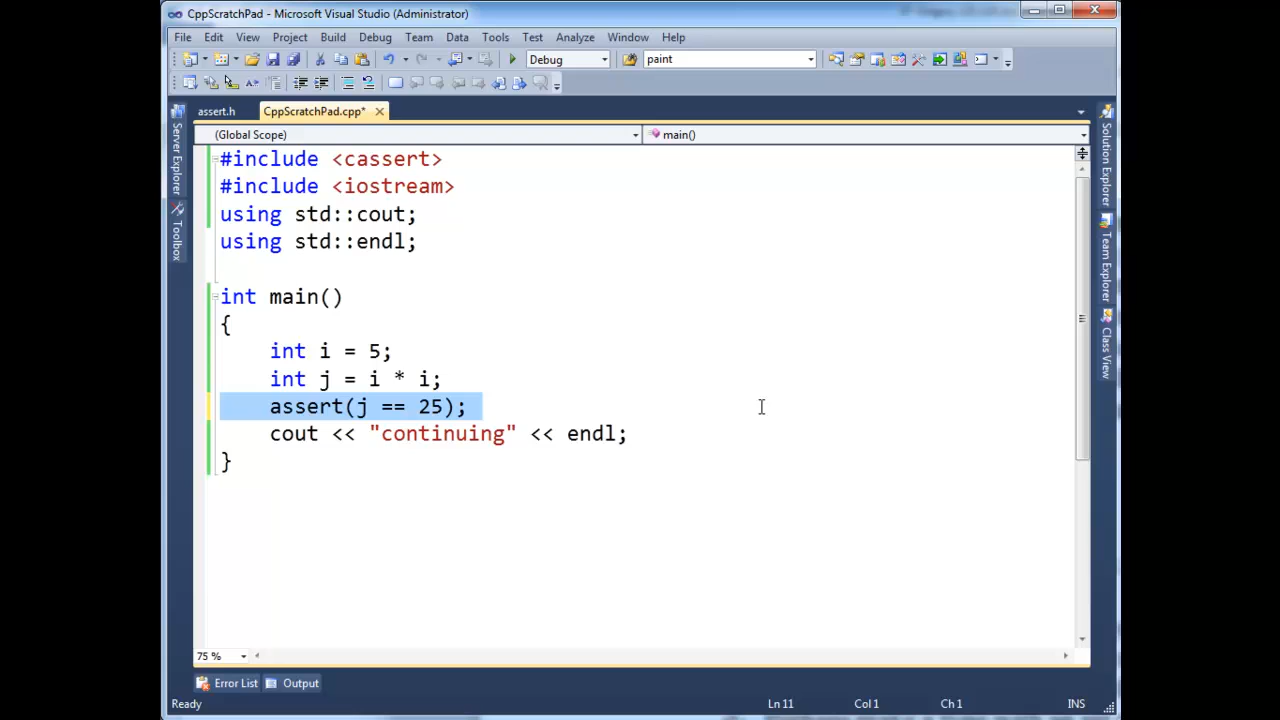 CppScratchPad - Microsoft Visual Studio (Administrator)
File Edit View Project Build Debug Team Data Tools Test Analyze Window Help
Debug paint
assert.h CppScratchPad.cpp*
(Global Scope) main()
Server Explorer
Toolbox
#include <cassert>
#include <iostream>
using std::cout;
using std::endl;
int main()
{
    int i = 5;
    int j = i * i;
    assert(j == 25);
    cout << "continuing" << endl;
}
Solution Explorer
Team Explorer
Class View
75 %
Error List Output
Ready Ln 11 Col 1 Ch 1 INS